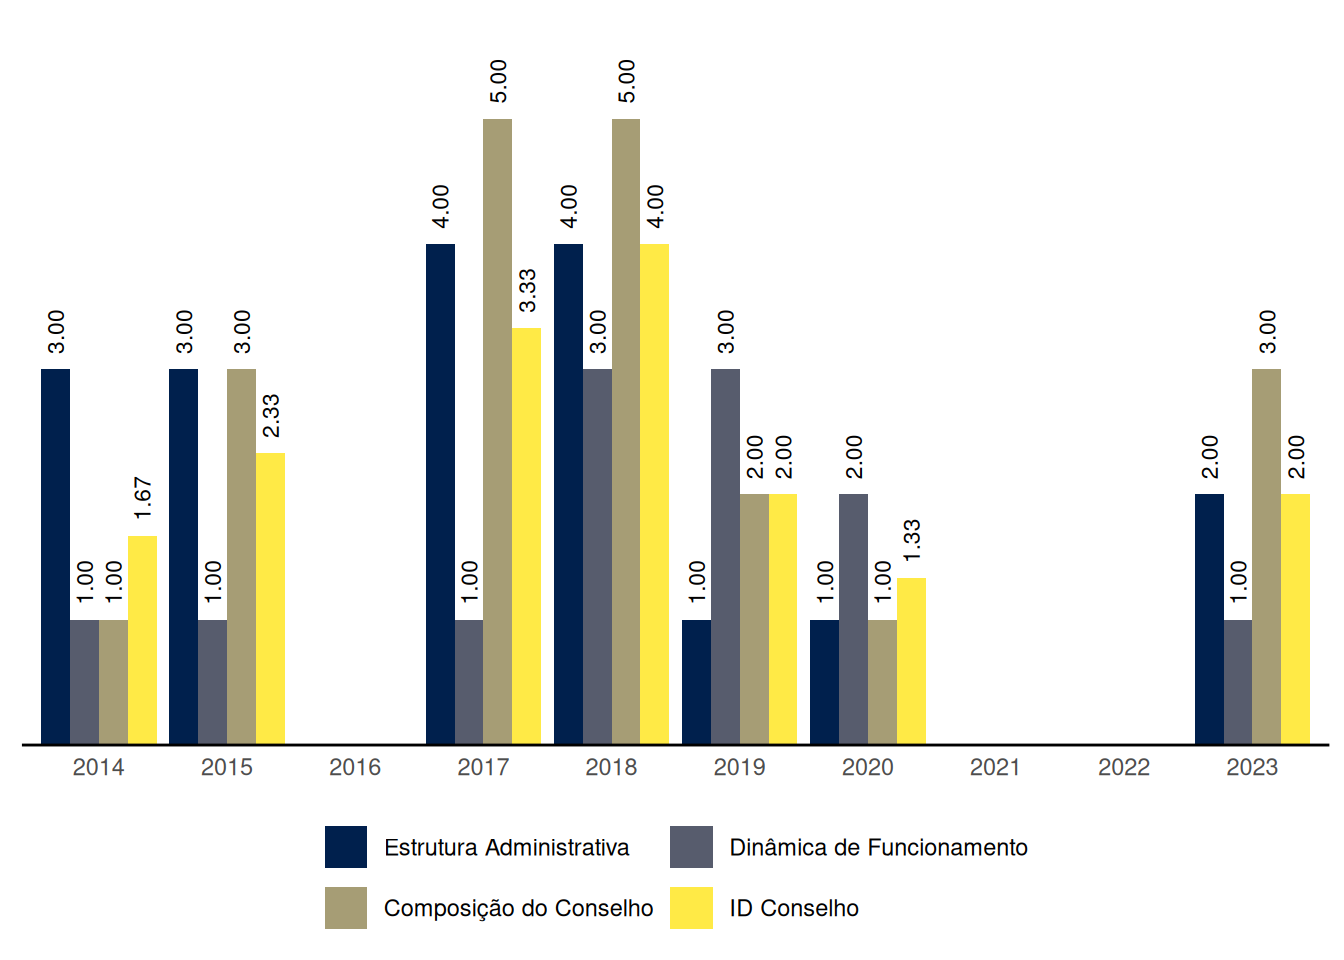 5.00 5.00
4.00 4.00 4.00
3.33
3.00 3.00 3.00 3.00 3.00 3.00
2.33
2.00 2.00 2.00 2.00 2.00
1.67
1.33
1.00 1.00 1.00 1.00 1.00 1.00 1.00 1.00
2014 2015 2016 2017 2018 2019 2020 2021 2022 2023
Estrutura Administrativa Dinâmica de Funcionamento
Composição do Conselho ID Conselho